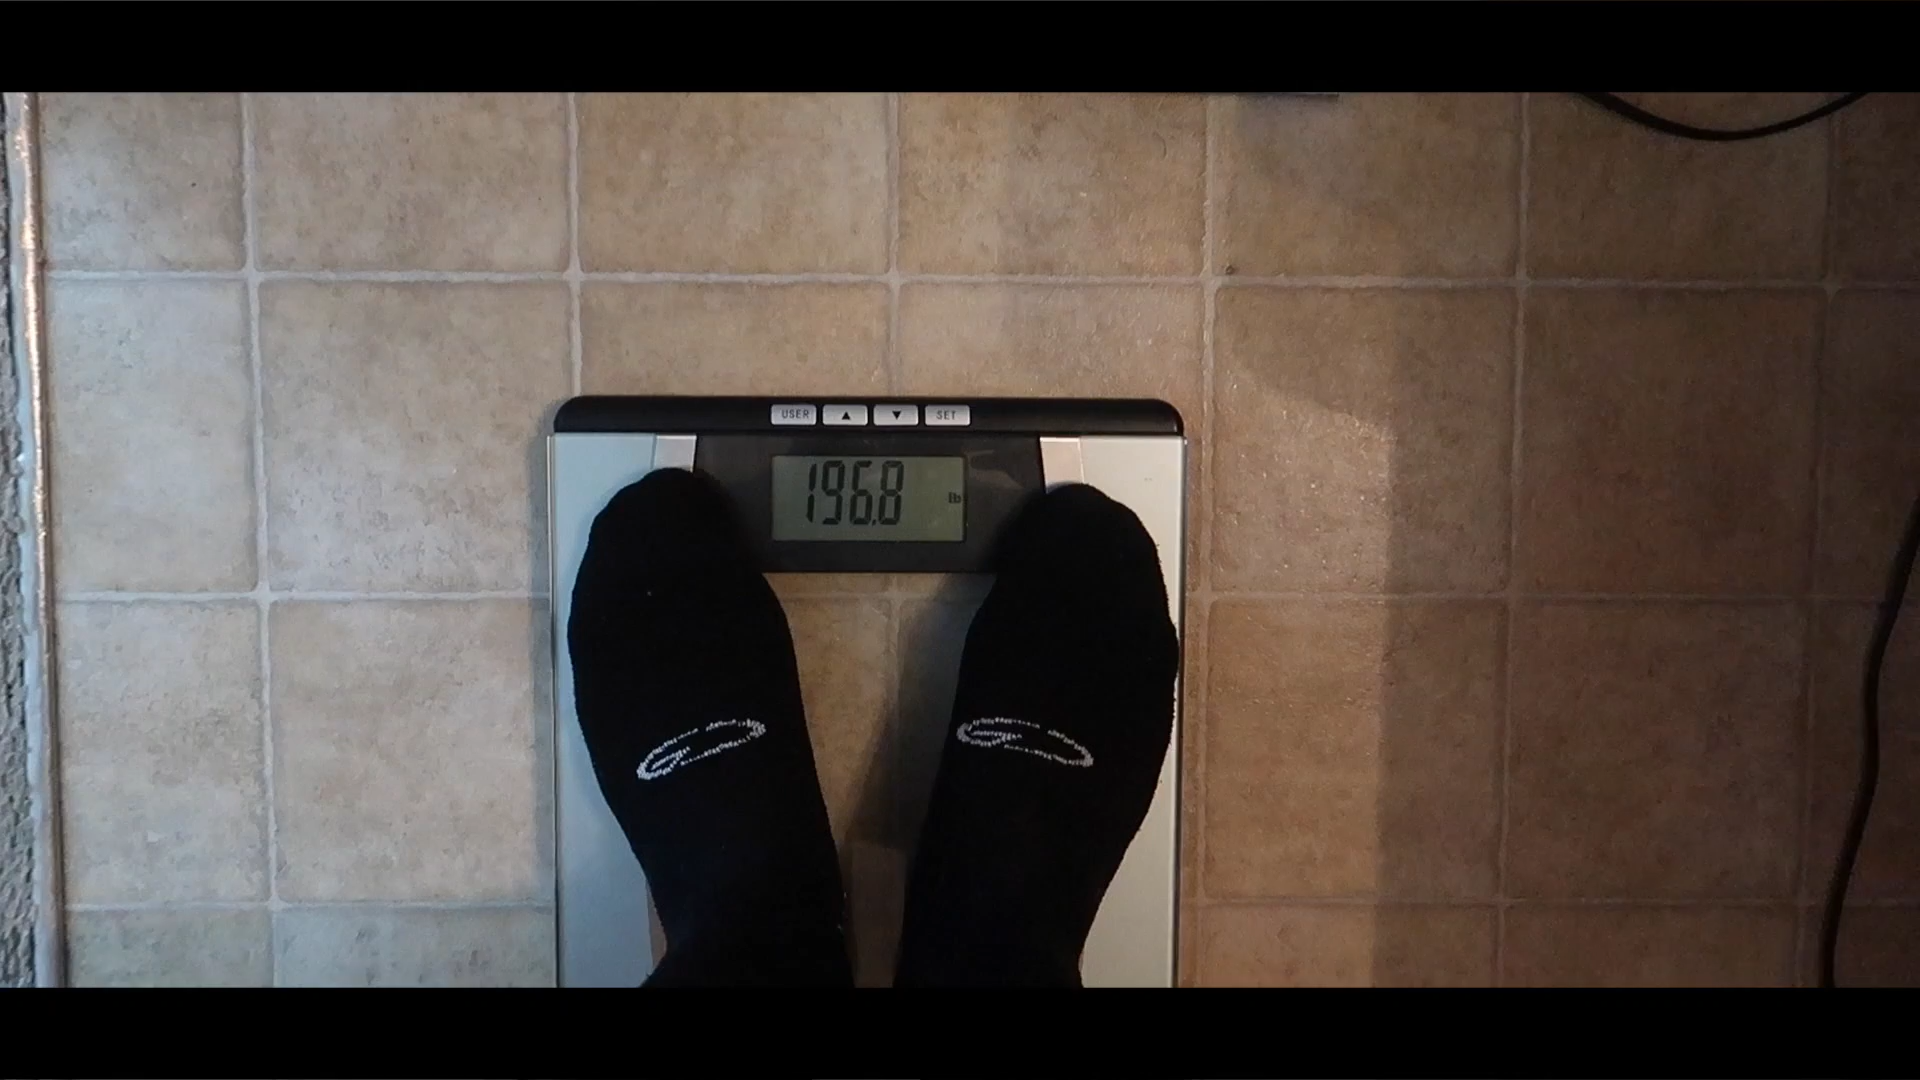 USER ▲ ▼ SET
196.8 lb